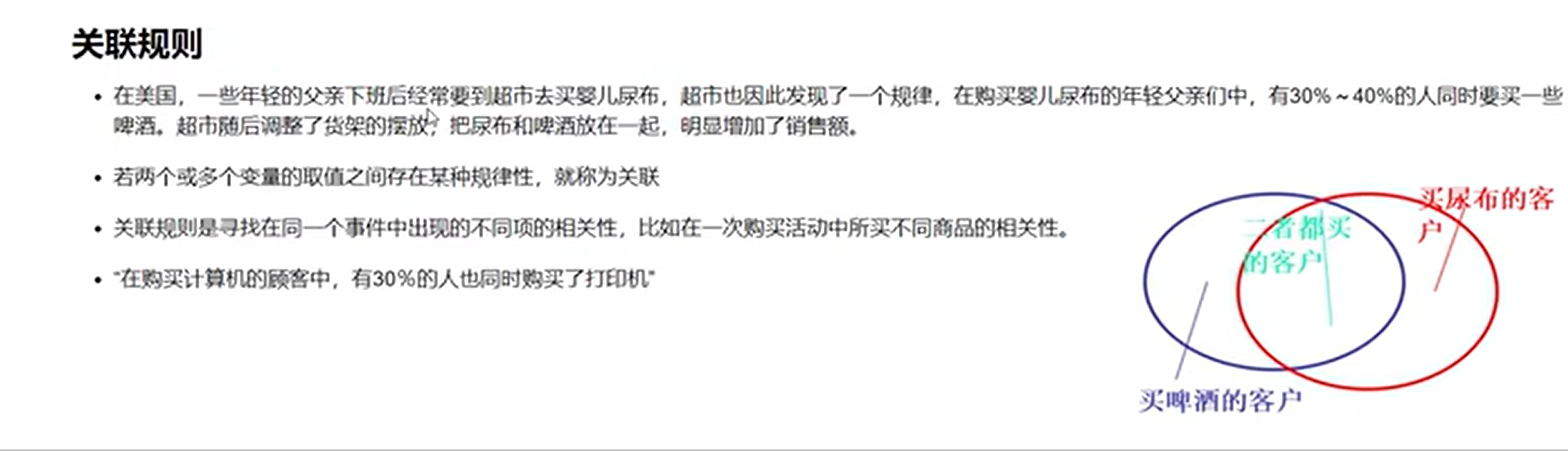 关联规则
• 在美国，一些年轻的父亲下班后经常要到超市去买婴儿尿布，超市也因此发现了一个规律，在购买婴儿尿布的年轻父亲们中，有30%～40%的人同时要买一些
啤酒。超市随后调整了货架的摆放，把尿布和啤酒放在一起，明显增加了销售额。
• 若两个或多个变量的取值之间存在某种规律性，就称为关联
• 关联规则是寻找在同一个事件中出现的不同项的相关性，比如在一次购买活动中所买不同商品的相关性。
• “在购买计算机的顾客中，有30%的人也同时购买了打印机”
买尿布的客
户
二者都买
的客户
买啤酒的客户